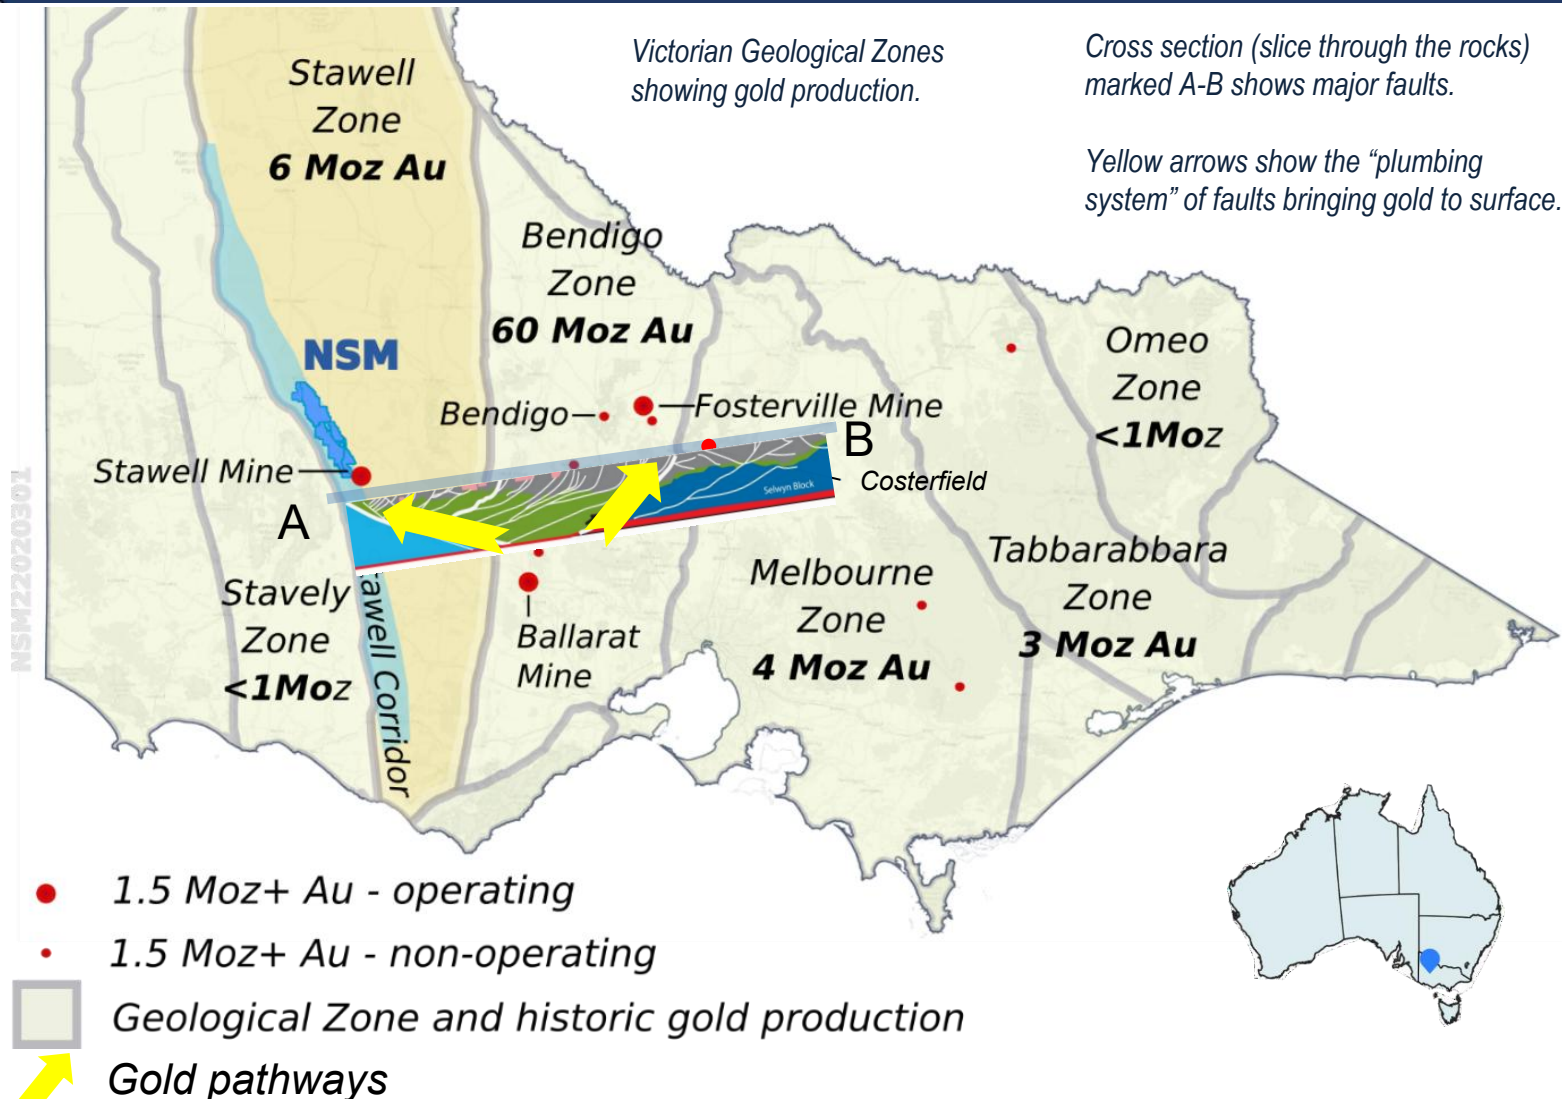 Victorian Geological Zones
showing gold production.
Cross section (slice through the rocks)
marked A-B shows major faults.
Yellow arrows show the “plumbing
system” of faults bringing gold to surface.
Stawell
Zone
6 Moz Au
Bendigo
Zone
60 Moz Au
Omeo
Zone
<1Moz
NSM
Bendigo
Fosterville Mine
Stawell Mine
B
Costerfield
Selwyn Block
A
NSM22020301
Stavely
Zone
<1Moz
Ballarat
Mine
Melbourne
Zone
4 Moz Au
Tabbarabbara
Zone
3 Moz Au
tawell Corridor
1.5 Moz+ Au - operating
1.5 Moz+ Au - non-operating
Geological Zone and historic gold production
Gold pathways